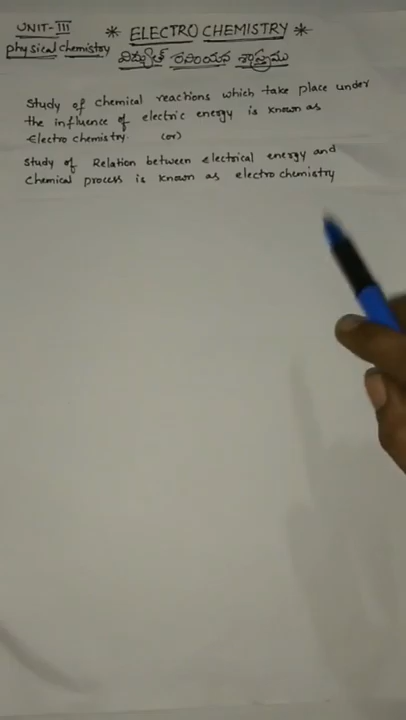 UNIT-III
physical chemistry
* ELECTRO CHEMISTRY *
విద్యుత్ రసాయన శాస్త్రము
Study of chemical reactions which take place under
the influence of electric energy is known as
Electro chemistry. (or)
Study of Relation between electrical energy and
Chemical process is known as electro chemistry